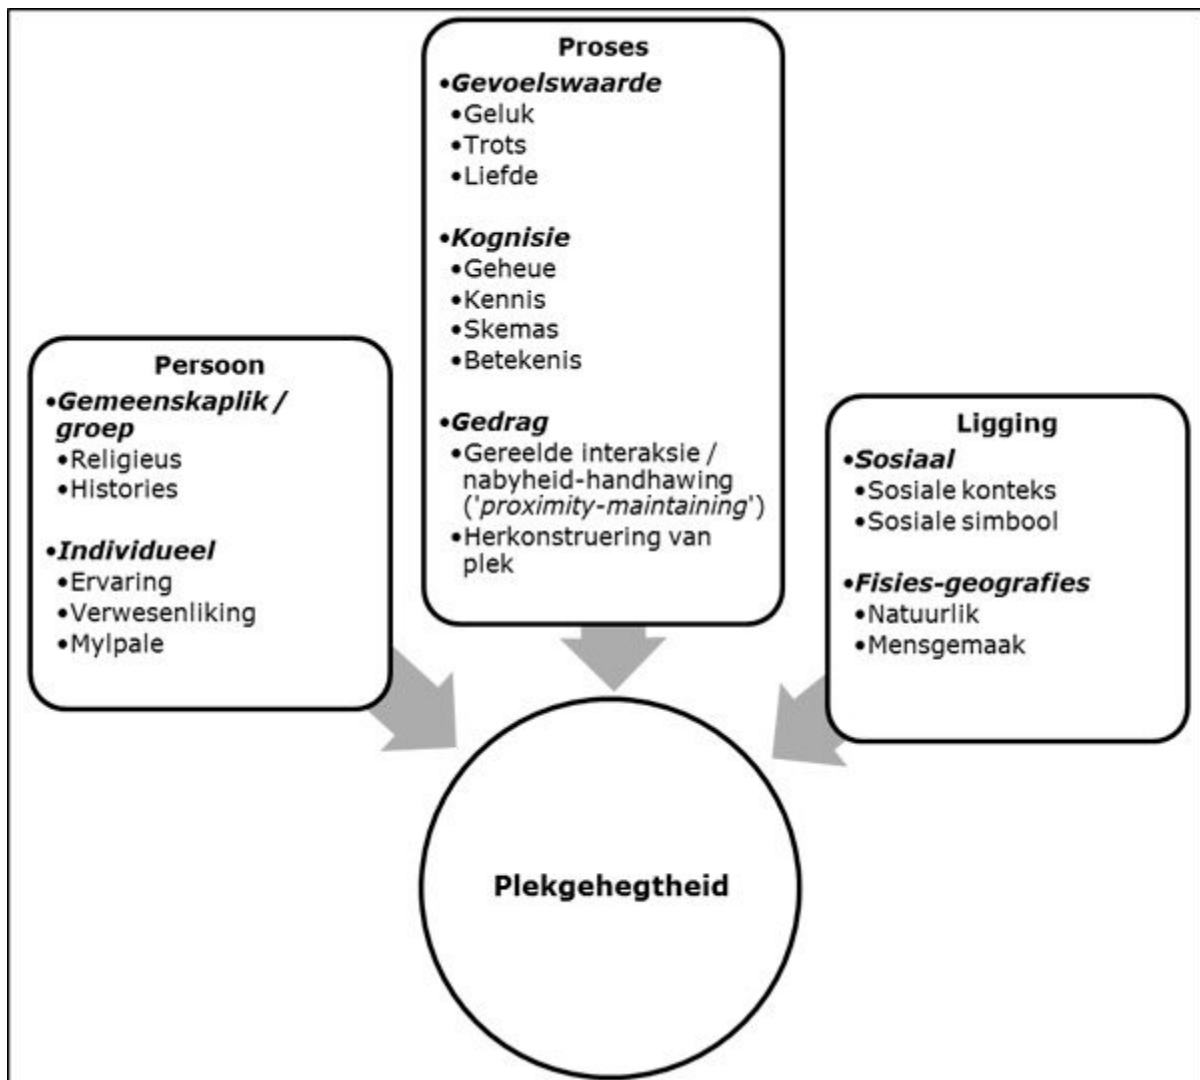 Proses
•Gevoelswaarde
•Geluk
•Trots
•Liefde
•Kognisie
•Geheue
•Kennis
•Skemas
•Betekenis
•Gedrag
•Gereelde interaksie /
nabyheid-handhawing
('proximity-maintaining')
•Herkonstruering van
plek
Persoon
•Gemeenskaplik /
groep
•Religieus
•Histories
•Individueel
•Ervaring
•Verwesenliking
•Mylpale
Ligging
•Sosiaal
•Sosiale konteks
•Sosiale simbool
•Fisies-geografies
•Natuurlik
•Mensgemaak
Plekgehegtheid